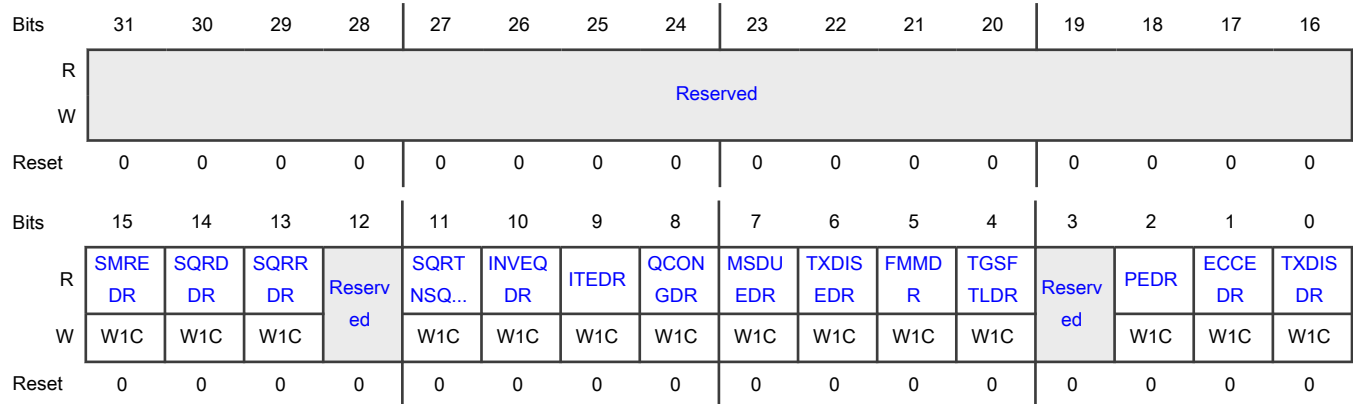 Bits 31 30 29 28 27 26 25 24 23 22 21 20 19 18 17 16
R
Reserved
W
Reset 0 0 0 0 0 0 0 0 0 0 0 0 0 0 0 0
Bits 15 14 13 12 11 10 9 8 7 6 5 4 3 2 1 0
R SMRE DR SQRD DR SQRR DR Reserv ed SQRT NSQ... INVEQ DR ITEDR QCON GDR MSDU EDR TXDIS EDR FMMD R TGSF TLDR Reserv ed PEDR ECCE DR TXDIS DR
W W1C W1C W1C W1C W1C W1C W1C W1C W1C W1C W1C W1C W1C W1C
Reset 0 0 0 0 0 0 0 0 0 0 0 0 0 0 0 0